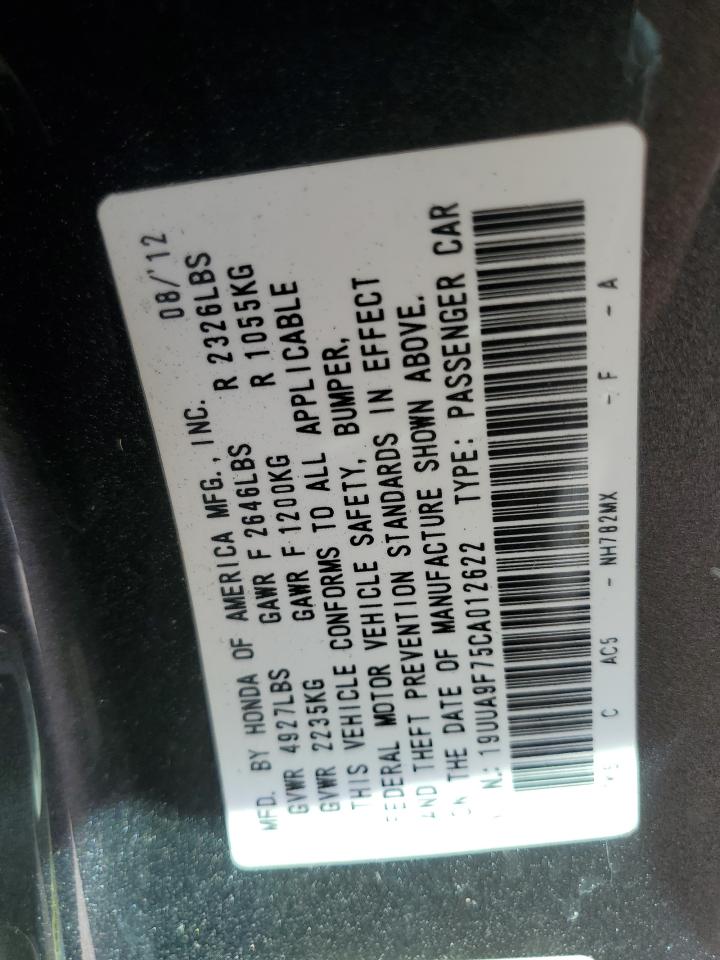 MFD. BY HONDA OF AMERICA MFG., INC. 08/'12
GVWR 4927LBS GAWR F 2646LBS R 2326LBS
GVWR 2235KG GAWR F 1200KG R 1055KG
THIS VEHICLE CONFORMS TO ALL APPLICABLE
FEDERAL MOTOR VEHICLE SAFETY, BUMPER,
AND THEFT PREVENTION STANDARDS IN EFFECT
ON THE DATE OF MANUFACTURE SHOWN ABOVE.
N.: 19UUA9F75CA012622 TYPE: PASSENGER CAR
C AC5 - NH782MX - F - A